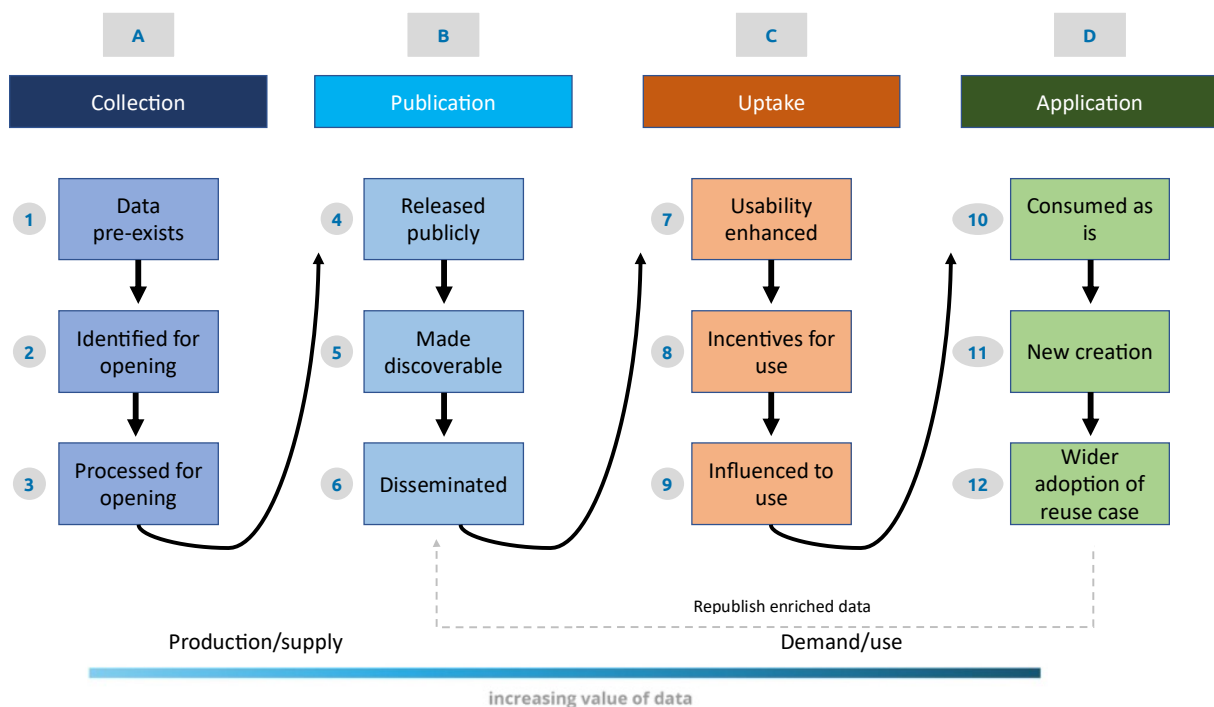 A
B
C
D
Collection
Publication
Uptake
Application
1
Data
pre-exists
2
Identified for
opening
3
Processed for
opening
4
Released
publicly
5
Made
discoverable
6
Disseminated
7
Usability
enhanced
8
Incentives for
use
9
Influenced to
use
10
Consumed as
is
11
New creation
12
Wider
adoption of
reuse case
Republish enriched data
Production/supply
Demand/use
increasing value of data